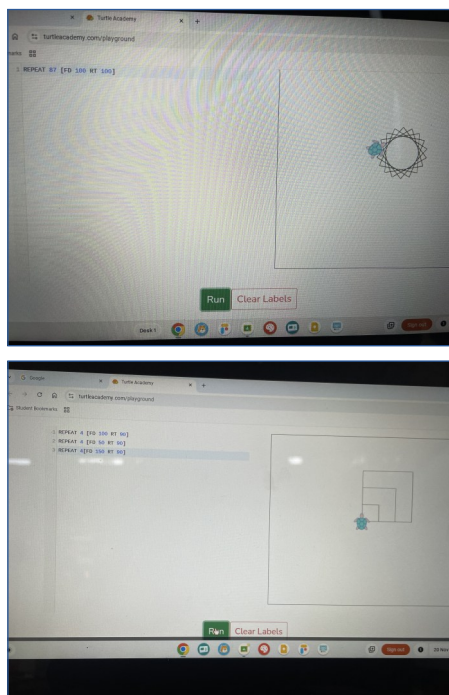 Turtle Academy
turtleacademy.com/playground
1 REPEAT 87 [FD 100 RT 100]
Run
Clear Labels
Desk 1
Sign out
Google
Turtle Academy
turtleacademy.com/playground
Student Bookmarks
1 REPEAT 4 [FD 100 RT 90]
2 REPEAT 4 [FD 50 RT 90]
3 REPEAT 4[FD 150 RT 90]
Run
Clear Labels
Sign out